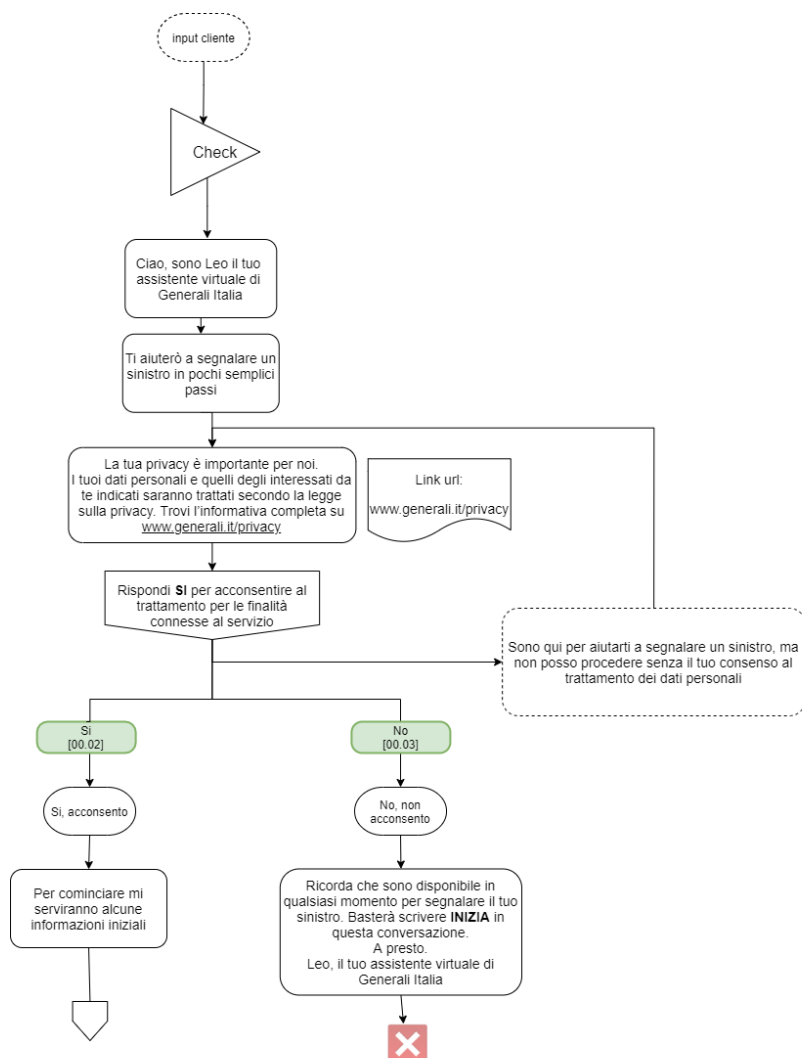 input cliente
Check
Ciao, sono Leo il tuo
assistente virtuale di
Generali Italia
Ti aiuterò a segnalare un
sinistro in pochi semplici
passi
La tua privacy è importante per noi.
I tuoi dati personali e quelli degli interessati da
te indicati saranno trattati secondo la legge
sulla privacy. Trovi l'informativa completa su
www.generali.it/privacy
Link url:
www.generali.it/privacy
Rispondi SI per acconsentire al
trattamento per le finalità
connesse al servizio
Sono qui per aiutarti a segnalare un sinistro, ma
non posso procedere senza il tuo consenso al
trattamento dei dati personali
Si
[00.02]
No
[00.03]
Si, acconsento
No, non
acconsento
Per cominciare mi
serviranno alcune
informazioni iniziali
Ricorda che sono disponibile in
qualsiasi momento per segnalare il tuo
sinistro. Basterà scrivere INIZIA in
questa conversazione.
A presto.
Leo, il tuo assistente virtuale di
Generali Italia